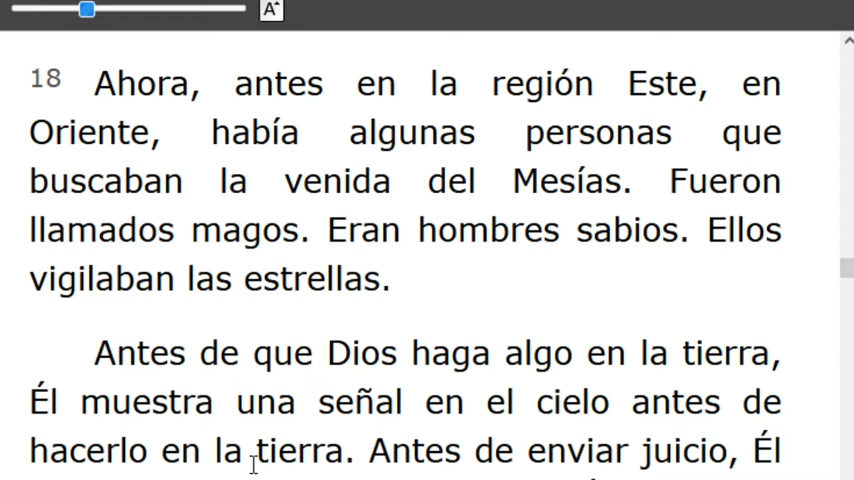 A
18 Ahora, antes en la región Este, en
Oriente, había algunas personas que
buscaban la venida del Mesías. Fueron
llamados magos. Eran hombres sabios. Ellos
vigilaban las estrellas.
Antes de que Dios haga algo en la tierra,
Él muestra una señal en el cielo antes de
hacerlo en la tierra. Antes de enviar juicio, Él